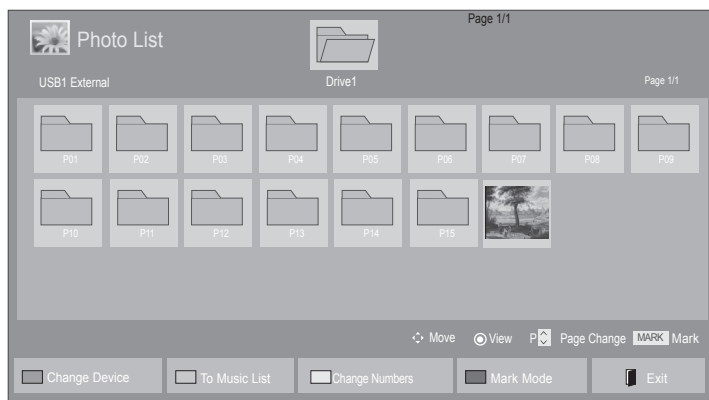 Page 1/1
Photo List
USB1 External Drive1 Page 1/1
P01 P02 P03 P04 P05 P06 P07 P08 P09
P10 P11 P12 P13 P14 P15
Move View P Page Change MARK Mark
Change Device To Music List Change Numbers Mark Mode Exit